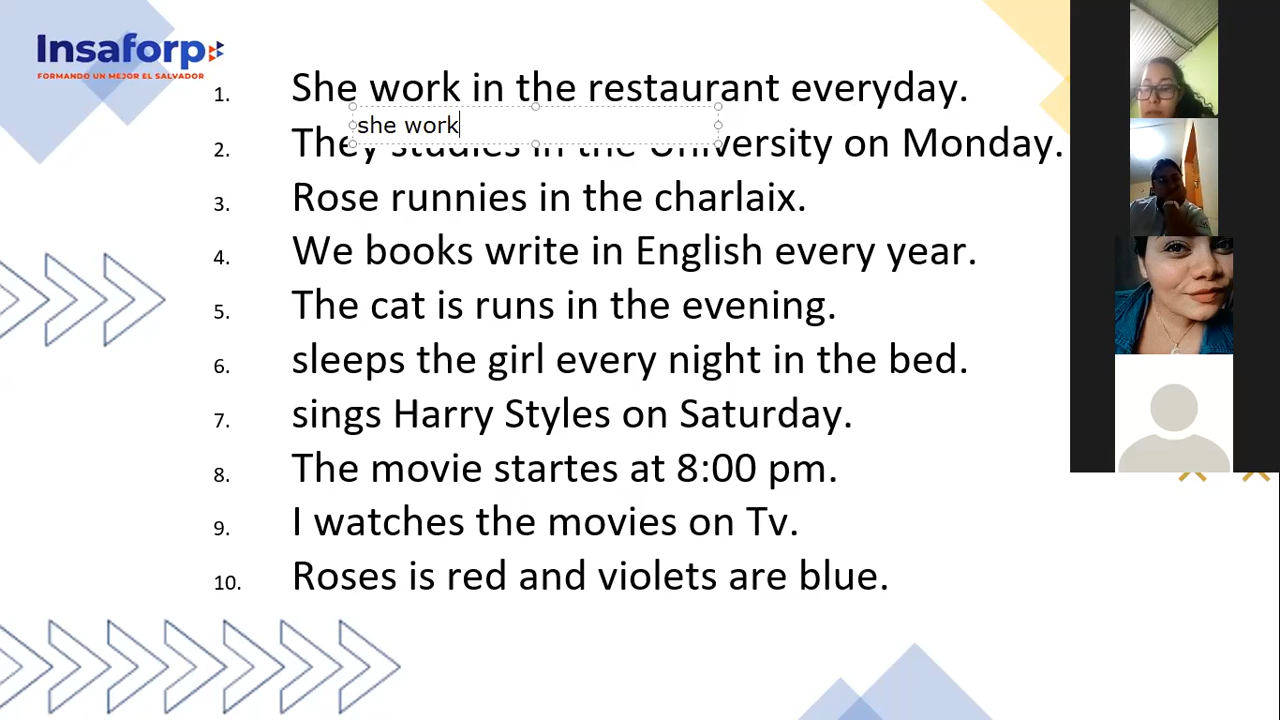 Insaforp
FORMANDO UN MEJOR EL SALVADOR
1. She work in the restaurant everyday.
she work
2. They studies in the University on Monday.
3. Rose runnies in the charlaix.
4. We books write in English every year.
5. The cat is runs in the evening.
6. sleeps the girl every night in the bed.
7. sings Harry Styles on Saturday.
8. The movie startes at 8:00 pm.
9. I watches the movies on Tv.
10. Roses is red and violets are blue.